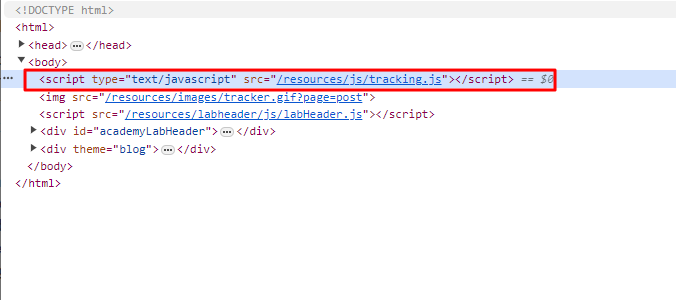 <!DOCTYPE html>
<html>
▶<head>…</head>
▼<body>
… <script type="text/javascript" src="/resources/js/tracking.js"></script> == $0
<img src="/resources/images/tracker.gif?page=post">
<script src="/resources/labheader/js/labHeader.js"></script>
▶<div id="academyLabHeader">…</div>
▶<div theme="blog">…</div>
</body>
</html>